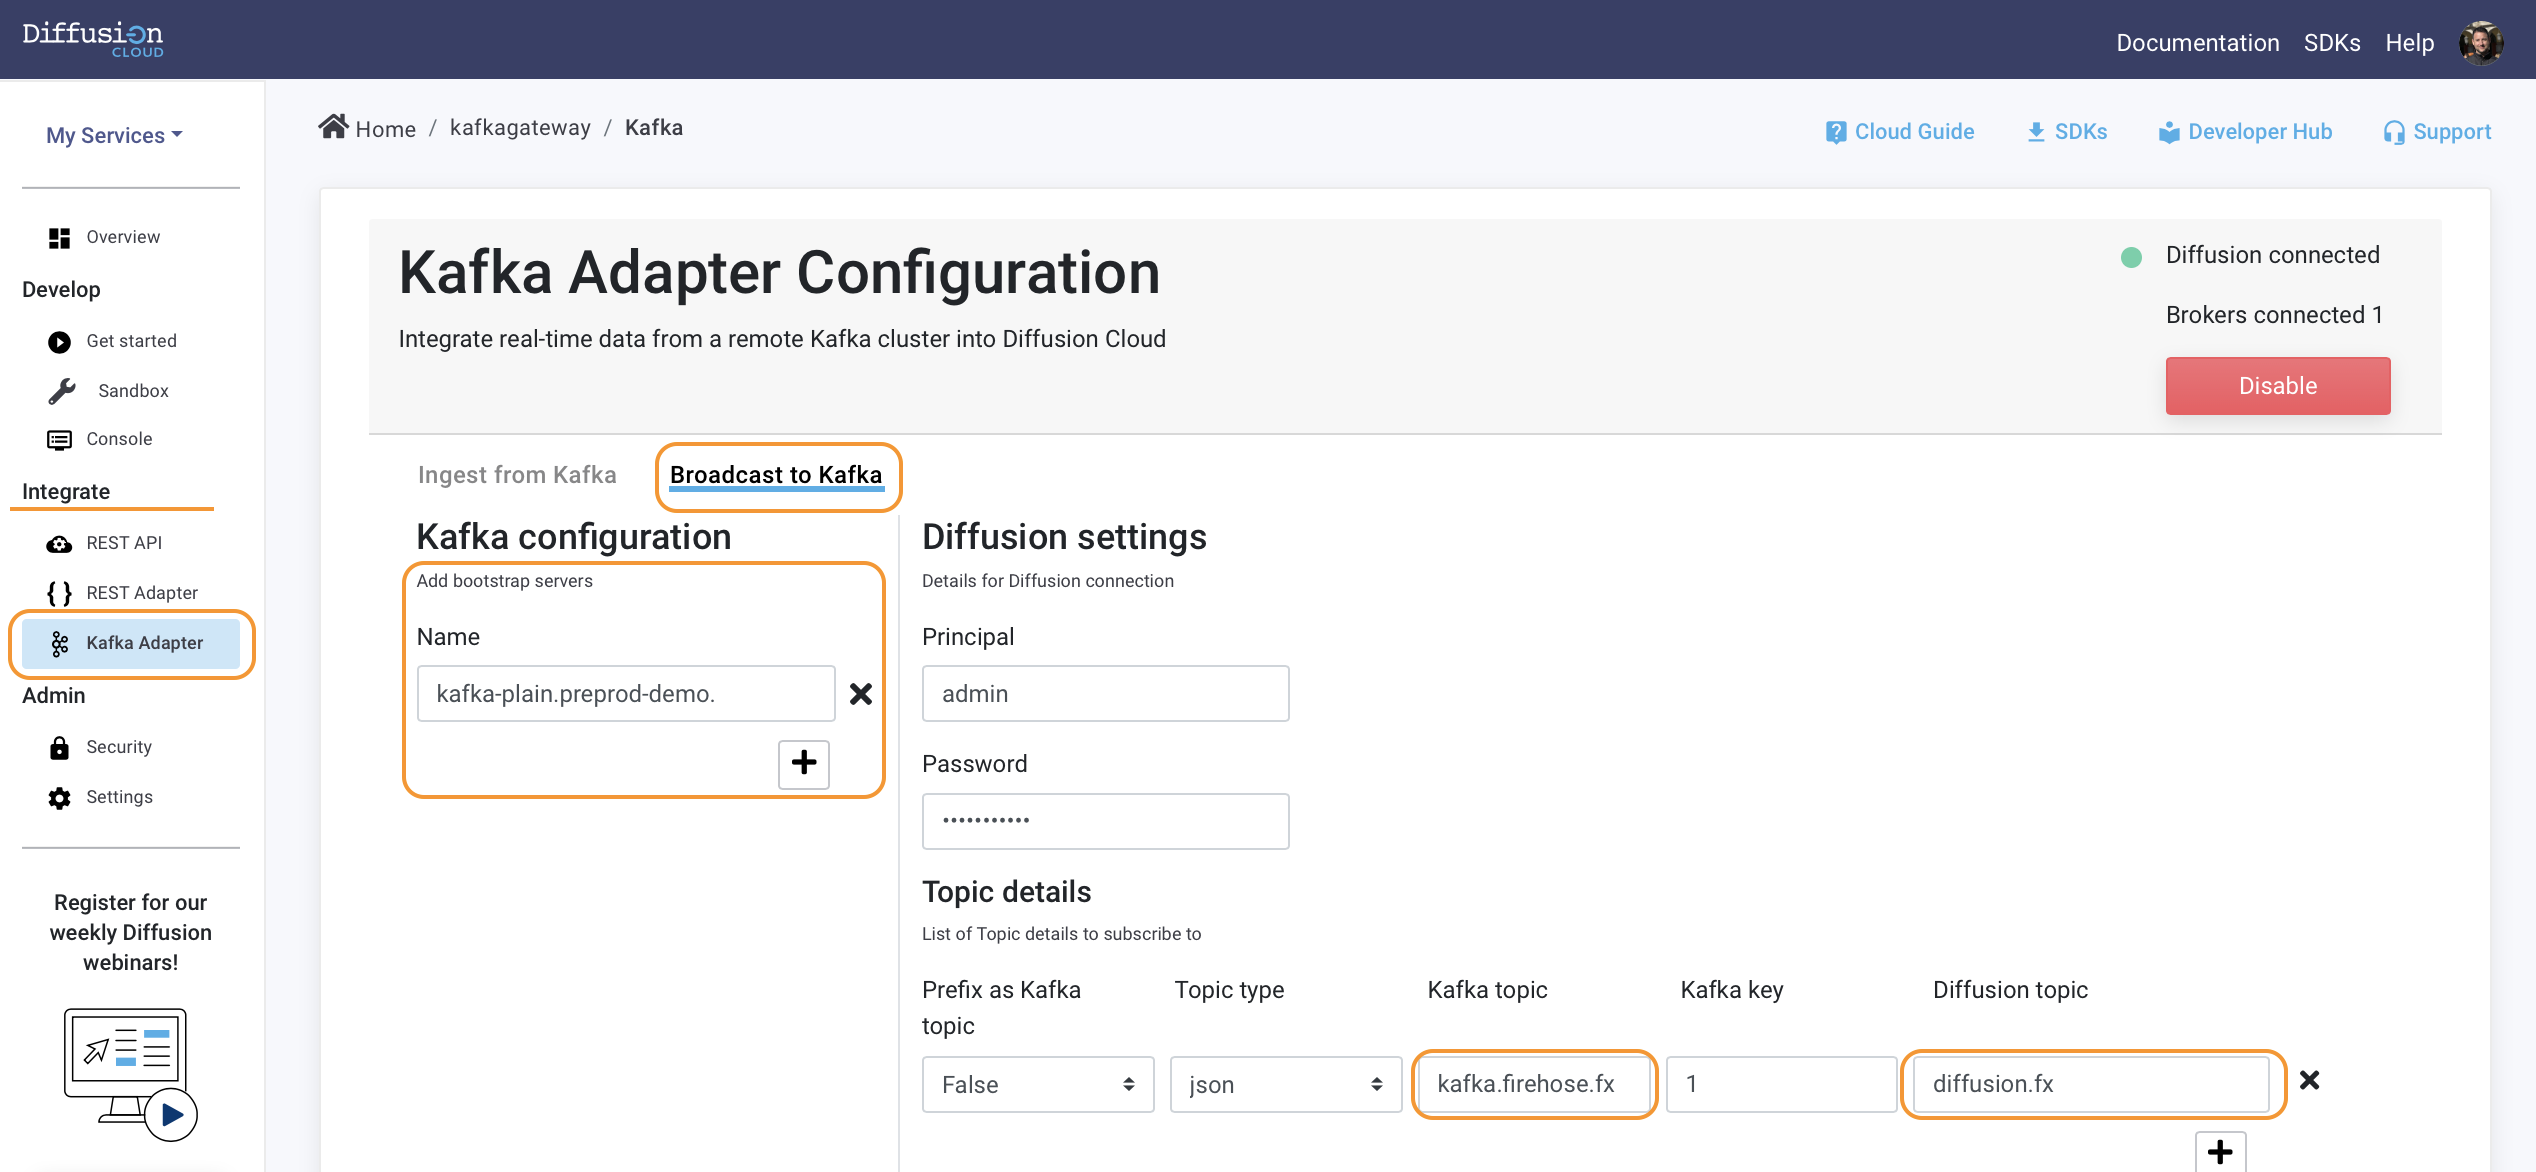 Diffusion
CLOUD
Documentation SDKs Help
My Services
Overview
Develop
Get started
Sandbox
Console
Integrate
REST API
REST Adapter
Kafka Adapter
Admin
Security
Settings
Register for our
weekly Diffusion
webinars!
Home / kafkagateway / Kafka
Cloud Guide SDKs Developer Hub Support
Kafka Adapter Configuration
Integrate real-time data from a remote Kafka cluster into Diffusion Cloud
Diffusion connected
Brokers connected 1
Disable
Ingest from Kafka Broadcast to Kafka
Kafka configuration
Add bootstrap servers
Name
kafka-plain.preprod-demo.
Diffusion settings
Details for Diffusion connection
Principal
admin
Password
•••••••••••
Topic details
List of Topic details to subscribe to
Prefix as Kafka
topic
Topic type
Kafka topic
Kafka key
Diffusion topic
False
json
kafka.firehose.fx
1
diffusion.fx